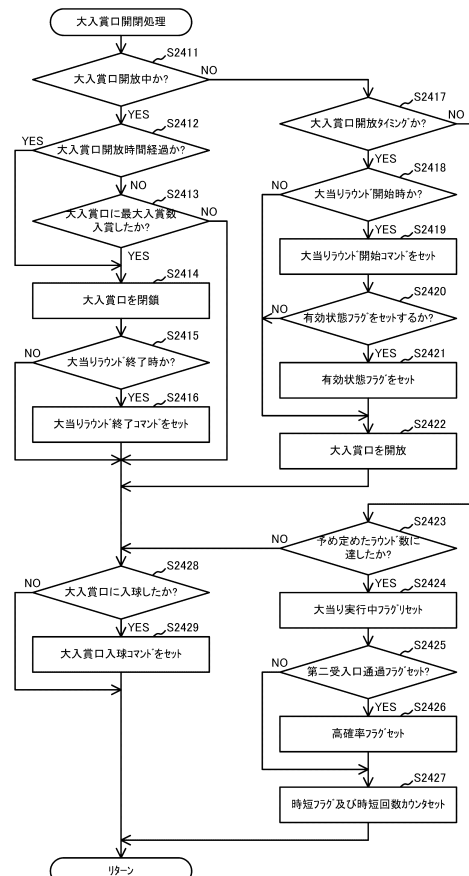 大入賞口開閉処理
S2411
大入賞口開放中か?
NO
YES
S2412
YES
大入賞口開放時間経過か?
NO
S2413
大入賞口に最大入賞数
入賞したか?
NO
YES
S2414
大入賞口を閉鎖
S2415
NO
大当りラウンド終了時か?
YES
S2416
大当りラウンド終了コマンドをセット
S2417
大入賞口開放タイミングか?
NO
YES
S2418
大当りラウンド開始時か?
NO
YES
S2419
大当りラウンド開始コマンドをセット
S2420
NO
有効状態フラグをセットするか?
YES
S2421
有効状態フラグをセット
S2422
大入賞口を開放
S2423
NO
予め定めたラウンド数に
達したか?
YES
S2424
大当り実行中フラグリセット
S2425
NO
第二受入口通過フラグセット?
YES
S2426
高確率フラグセット
S2427
時短フラグ及び時短回数カウンタセット
S2428
NO
大入賞口に入球したか?
YES
S2429
大入賞口入球コマンドをセット
リターン